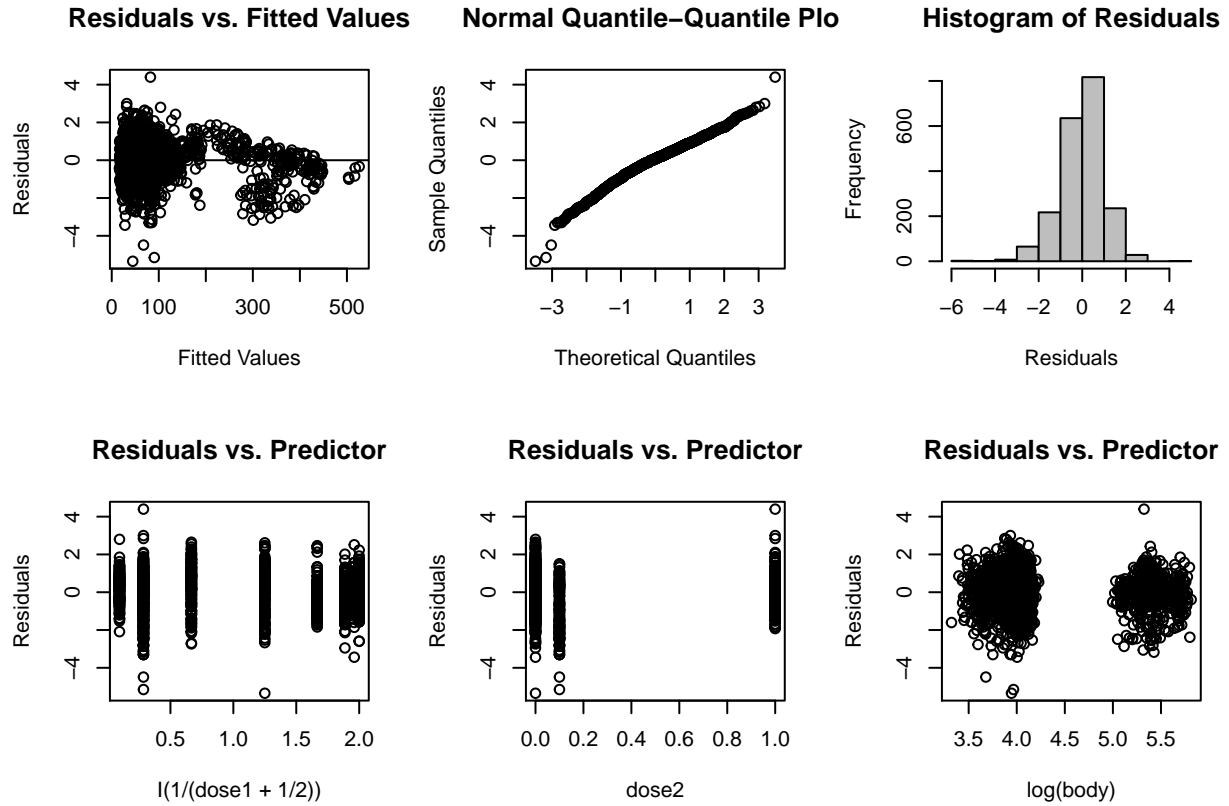 Residuals vs. Fitted Values
Residuals
4
2
0
−4
0 100 300 500
Fitted Values
Normal Quantile−Quantile Plo
Sample Quantiles
4
2
0
−4
−3 −1 1 2 3
Theoretical Quantiles
Histogram of Residuals
Frequency
600
200
0
−6 −4 −2 0 2 4
Residuals
Residuals vs. Predictor
Residuals
4
2
0
−4
0.5 1.0 1.5 2.0
I(1/(dose1 + 1/2))
Residuals vs. Predictor
Residuals
4
2
0
−4
0.0 0.2 0.4 0.6 0.8 1.0
dose2
Residuals vs. Predictor
Residuals
4
2
0
−4
3.5 4.0 4.5 5.0 5.5
log(body)